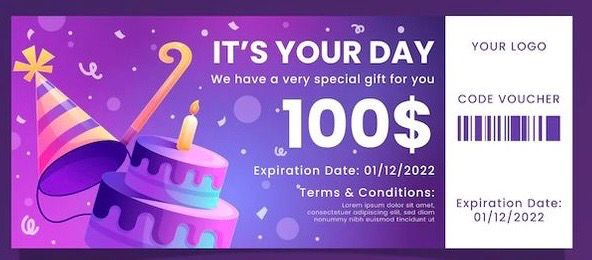 IT'S YOUR DAY
We have a very special gift for you
100$
Expiration Date: 01/12/2022
Terms & Conditions:
Lorem ipsum dolor sit amet,
consectetuer adipiscing elit, sed diam
nonummy nibh euismod tincidunt ut
YOUR LOGO
CODE VOUCHER
Expiration Date:
01/12/2022